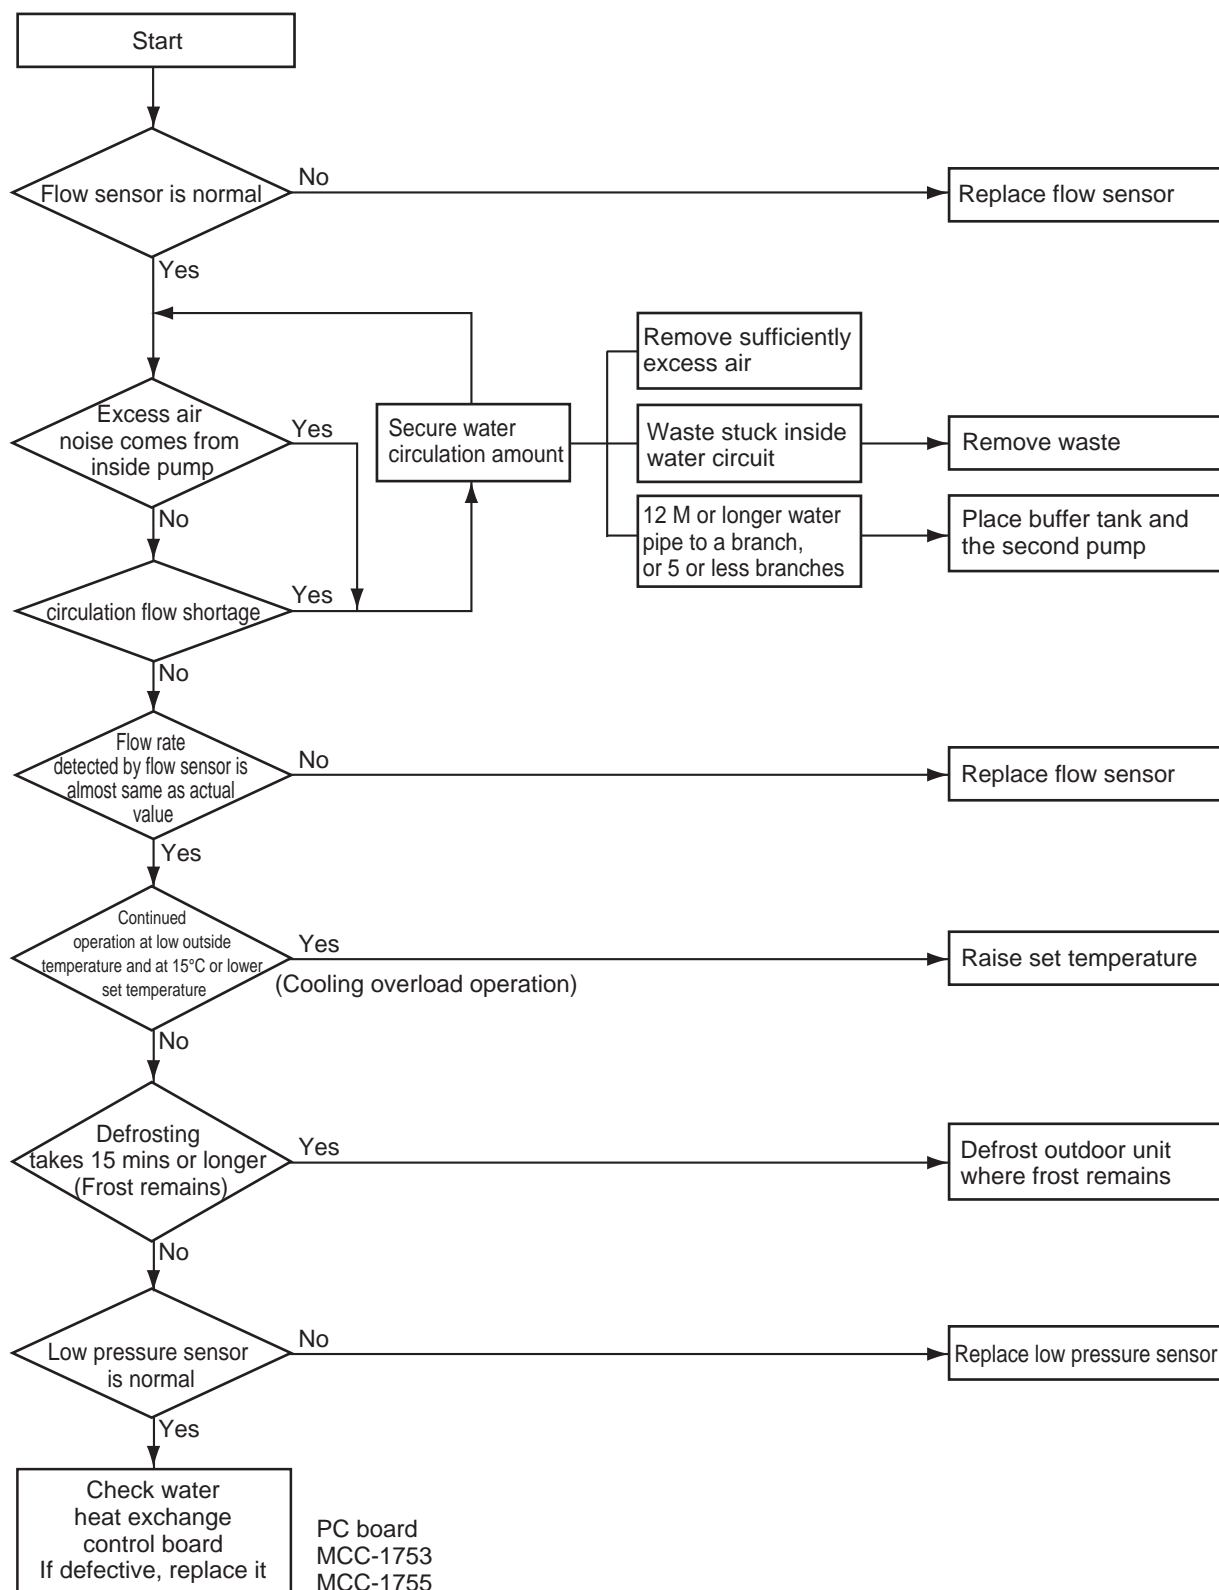 Start
Flow sensor is normal
No
Replace flow sensor
Yes
Excess air
noise comes from
inside pump
Yes
Secure water
circulation amount
Remove sufficiently
excess air
Waste stuck inside
water circuit
Remove waste
12 M or longer water
pipe to a branch,
or 5 or less branches
Place buffer tank and
the second pump
No
circulation flow shortage
Yes
No
Flow rate
detected by flow sensor is
almost same as actual
value
No
Replace flow sensor
Yes
Continued
operation at low outside
temperature and at 15°C or lower
set temperature
Yes
(Cooling overload operation)
Raise set temperature
No
Defrosting
takes 15 mins or longer
(Frost remains)
Yes
Defrost outdoor unit
where frost remains
No
Low pressure sensor
is normal
No
Replace low pressure sensor
Yes
Check water
heat exchange
control board
If defective, replace it
PC board
MCC-1753
MCC-1755